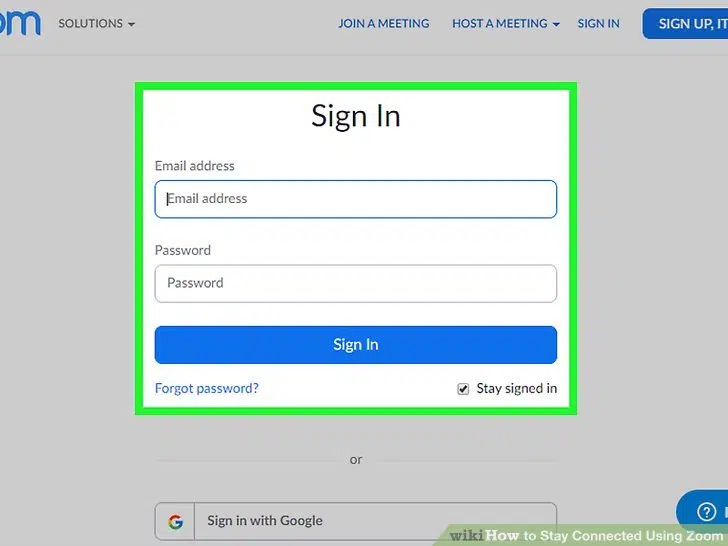 om SOLUTIONS JOIN A MEETING HOST A MEETING SIGN IN SIGN UP, IT
Sign In
Email address
Email address
Password
Password
Sign In
Forgot password? Stay signed in
or
Sign in with Google
wikiHow to Stay Connected Using Zoom